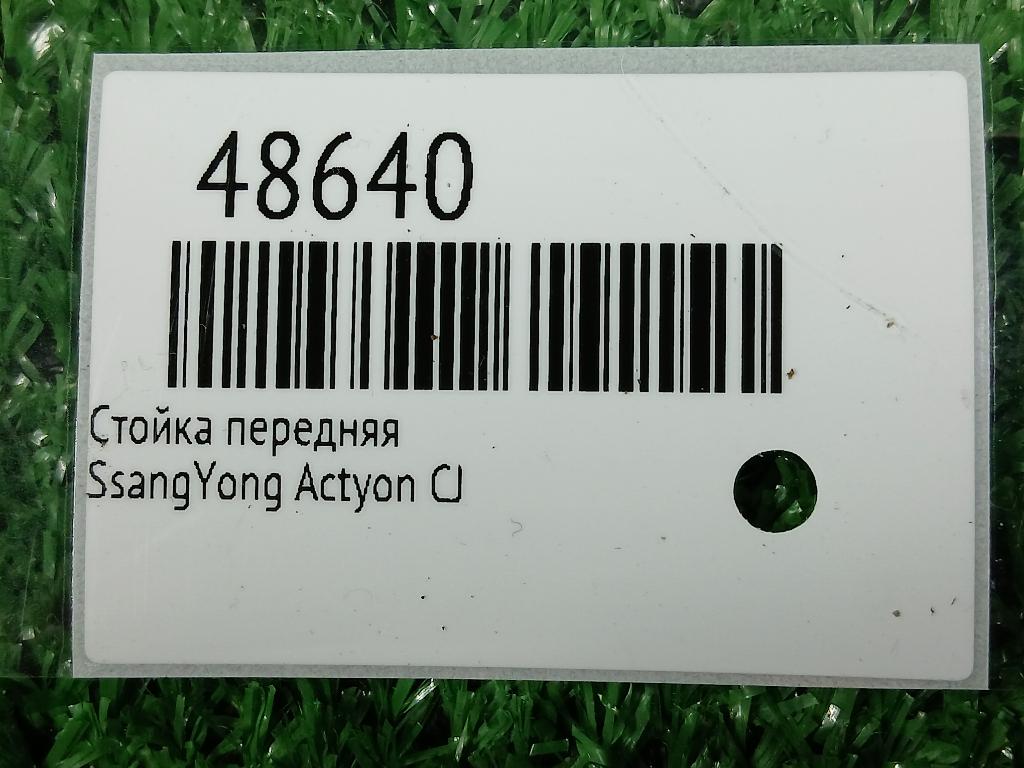 48640
Стойка передняя
SsangYong Actyon CJ